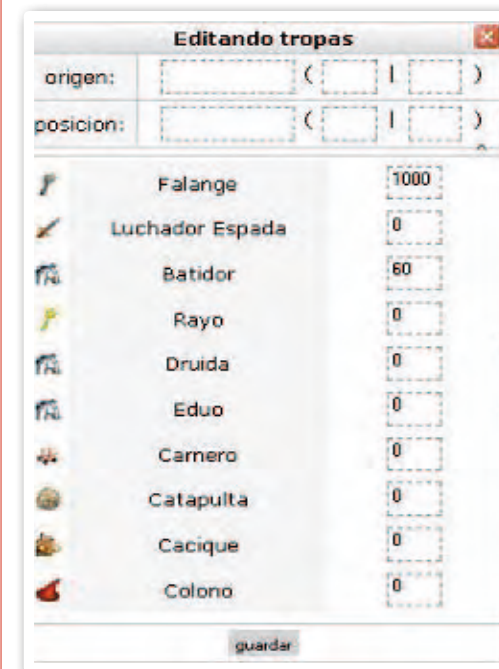 Editando tropas
origen: ( | )
posicion: ( | )
Falange 1000
Luchador Espada 0
Batidor 60
Rayo 0
Druida 0
Eduo 0
Carnero 0
Catapulta 0
Cacique 0
Colono 0
guardar